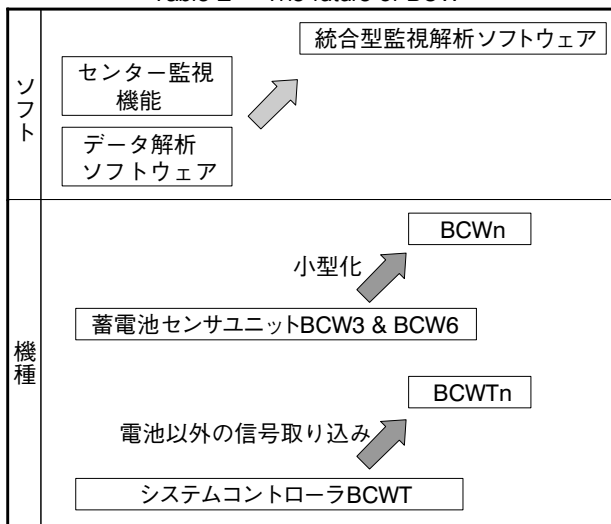 Table 2 The future of BCW
ソフト
統合型監視解析ソフトウェア
センター監視
機能
データ解析
ソフトウェア
機種
BCWn
小型化
蓄電池センサユニットBCW3 & BCW6
BCWTn
電池以外の信号取り込み
システムコントローラBCWT